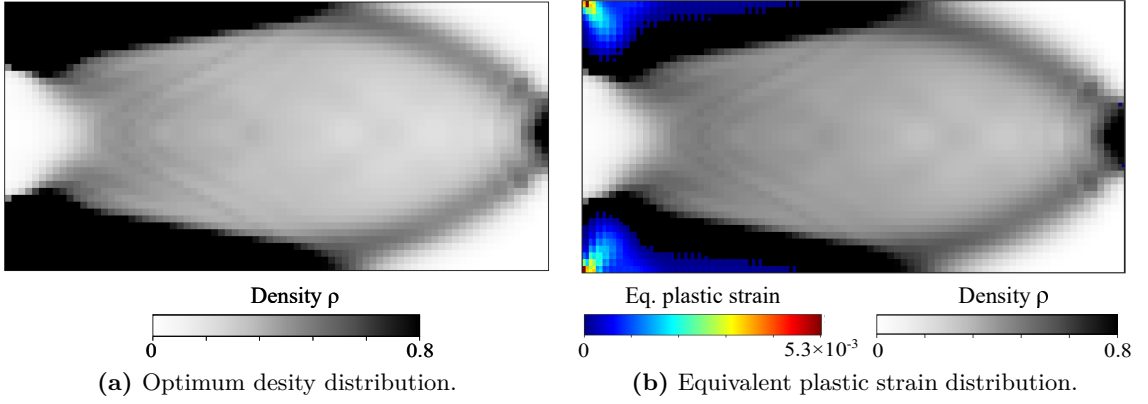 Density ρ
0 0.8
(a) Optimum desity distribution.
Eq. plastic strain Density ρ
0 5.3×10⁻³ 0 0.8
(b) Equivalent plastic strain distribution.